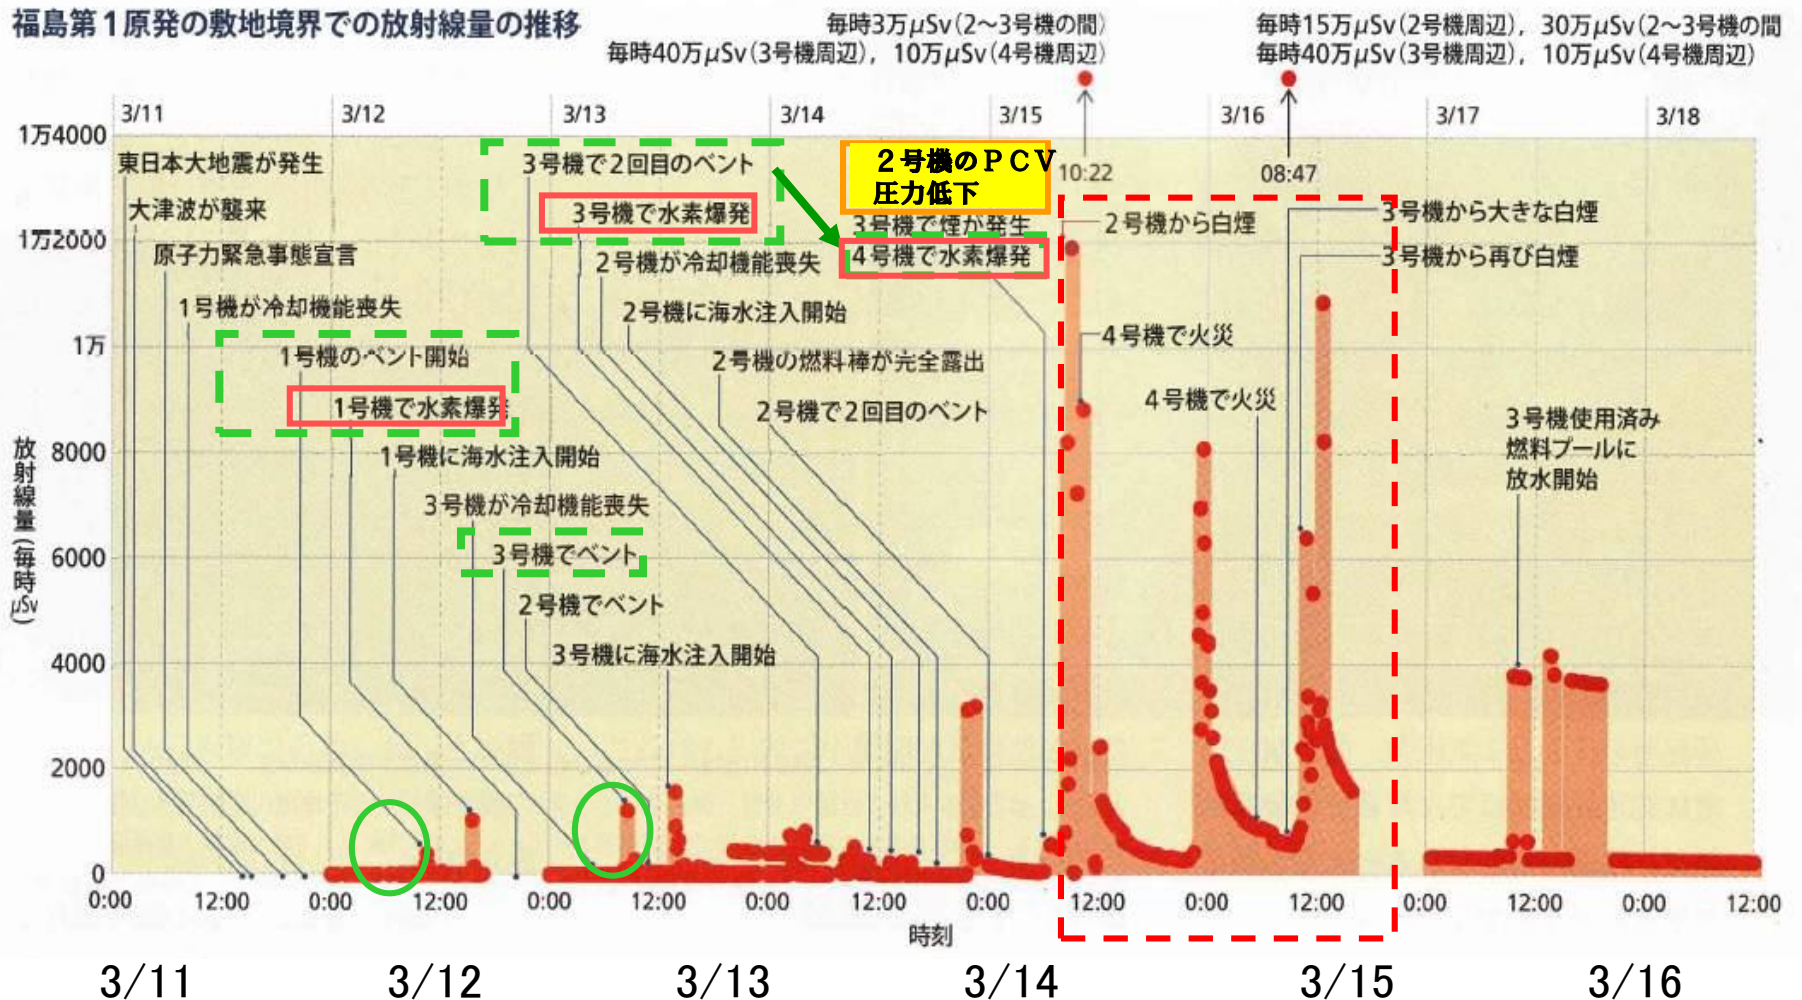 福島第1原発の敷地境界での放射線量の推移
毎時3万μSv(2〜3号機の間)
毎時40万μSv(3号機周辺),10万μSv(4号機周辺)
毎時15万μSv(2号機周辺),30万μSv(2〜3号機の間
毎時40万μSv(3号機周辺),10万μSv(4号機周辺)
3/11
3/12
3/13
3/14
3/15
3/16
3/17
3/18
10:22
08:47
東日本大地震が発生
大津波が襲来
原子力緊急事態宣言
1号機が冷却機能喪失
1号機のベント開始
1号機で水素爆発
1号機に海水注入開始
3号機が冷却機能喪失
3号機でベント
2号機でベント
3号機に海水注入開始
3号機で2回目のベント
3号機で水素爆発
2号機が冷却機能喪失
2号機に海水注入開始
2号機の燃料棒が完全露出
2号機で2回目のベント
2号機のPCV
圧力低下
3号機で煙が発生
4号機で水素爆発
2号機から白煙
4号機で火災
4号機で火災
3号機から大きな白煙
3号機から再び白煙
3号機使用済み
燃料プールに
放水開始
放射線量(毎時μSv)
1万4000
1万2000
1万
8000
6000
4000
2000
0
0:00
12:00
0:00
12:00
0:00
12:00
0:00
12:00
0:00
12:00
0:00
12:00
0:00
12:00
0:00
12:00
時刻
3/11
3/12
3/13
3/14
3/15
3/16